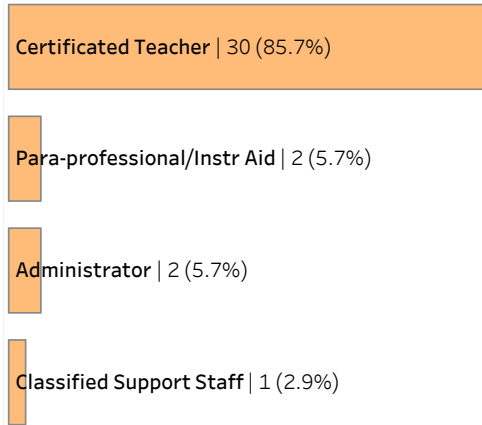 Certificated Teacher | 30 (85.7%)
Para-professional/Instr Aid | 2 (5.7%)
Administrator | 2 (5.7%)
Classified Support Staff | 1 (2.9%)